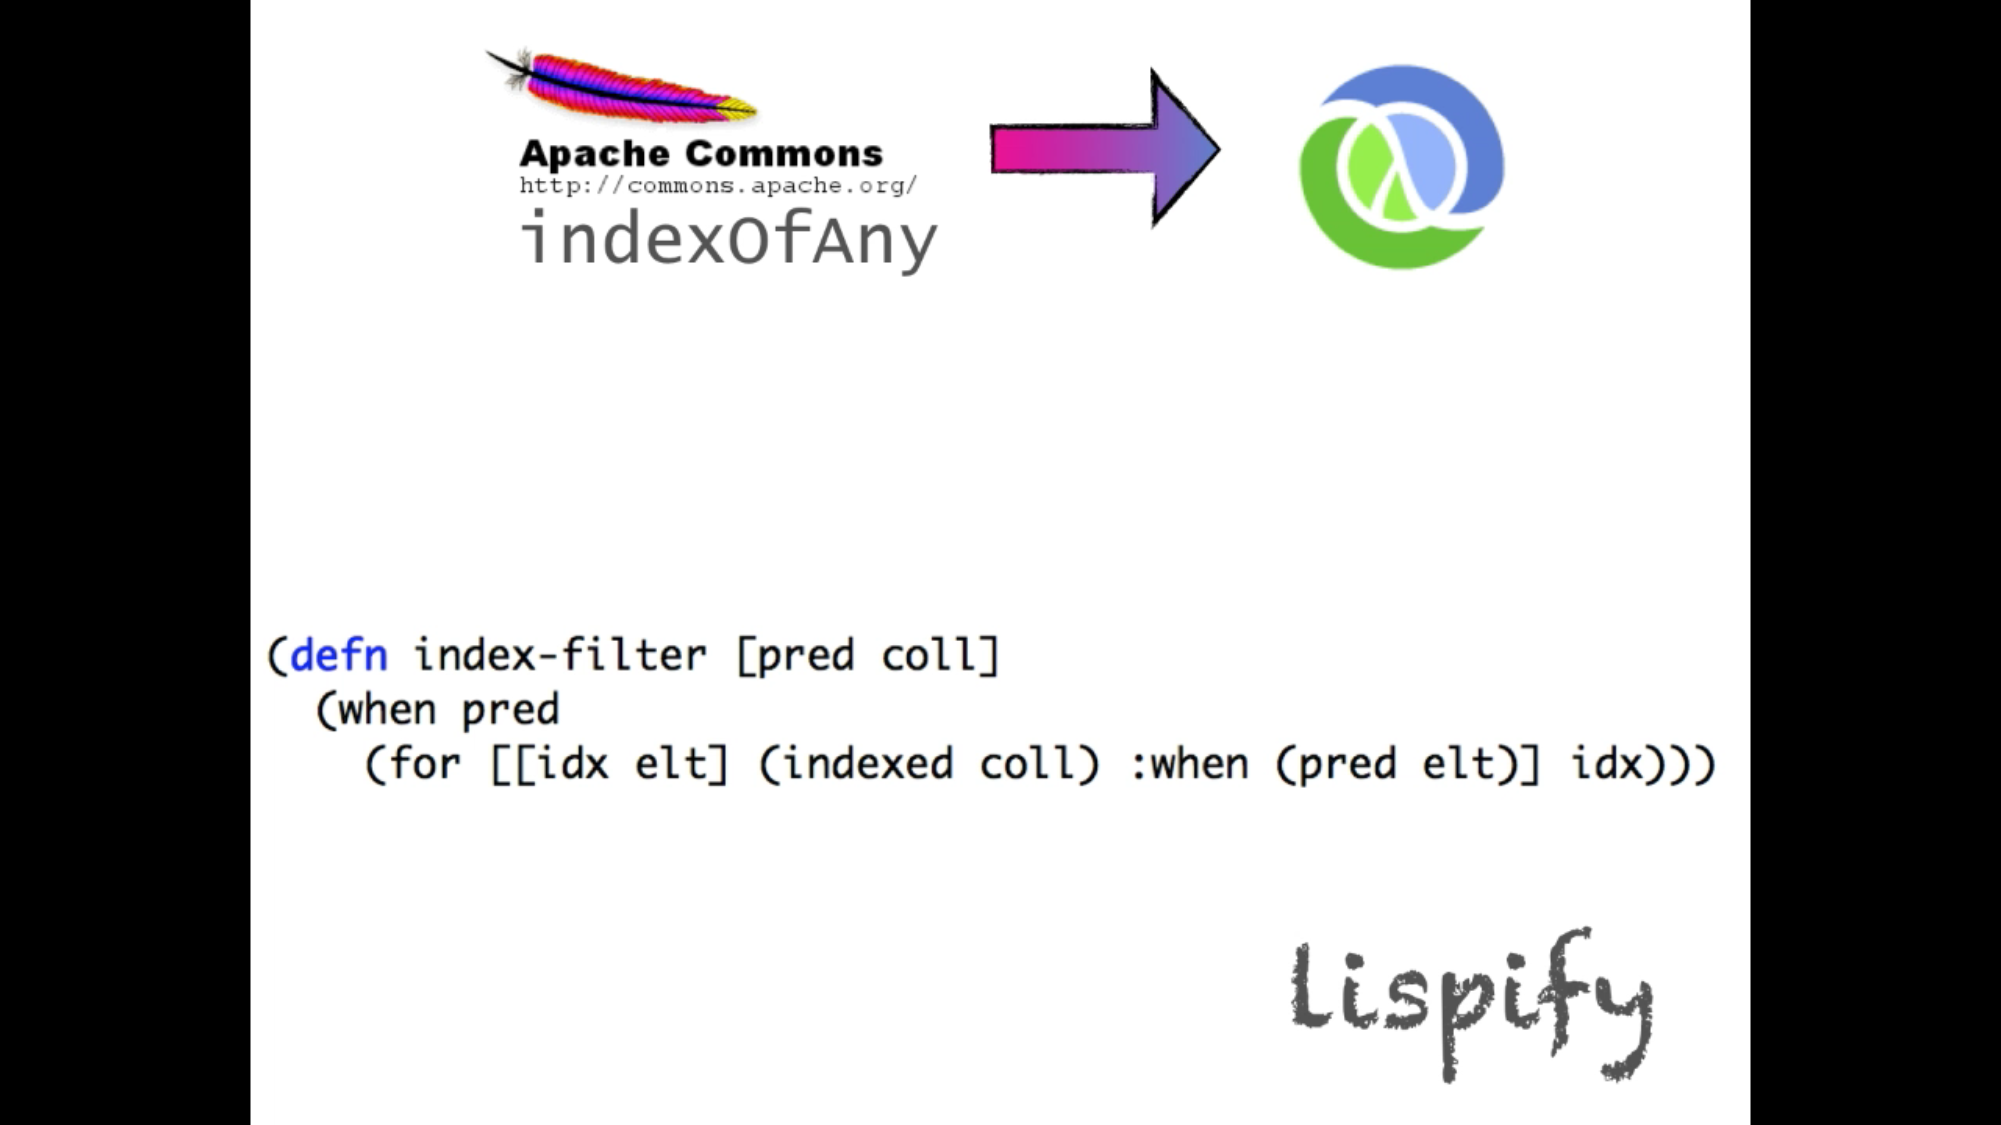 Apache Commons
http://commons.apache.org/
indexOfAny
(defn index-filter [pred coll]
  (when pred
    (for [[idx elt] (indexed coll) :when (pred elt)] idx)))
lispify